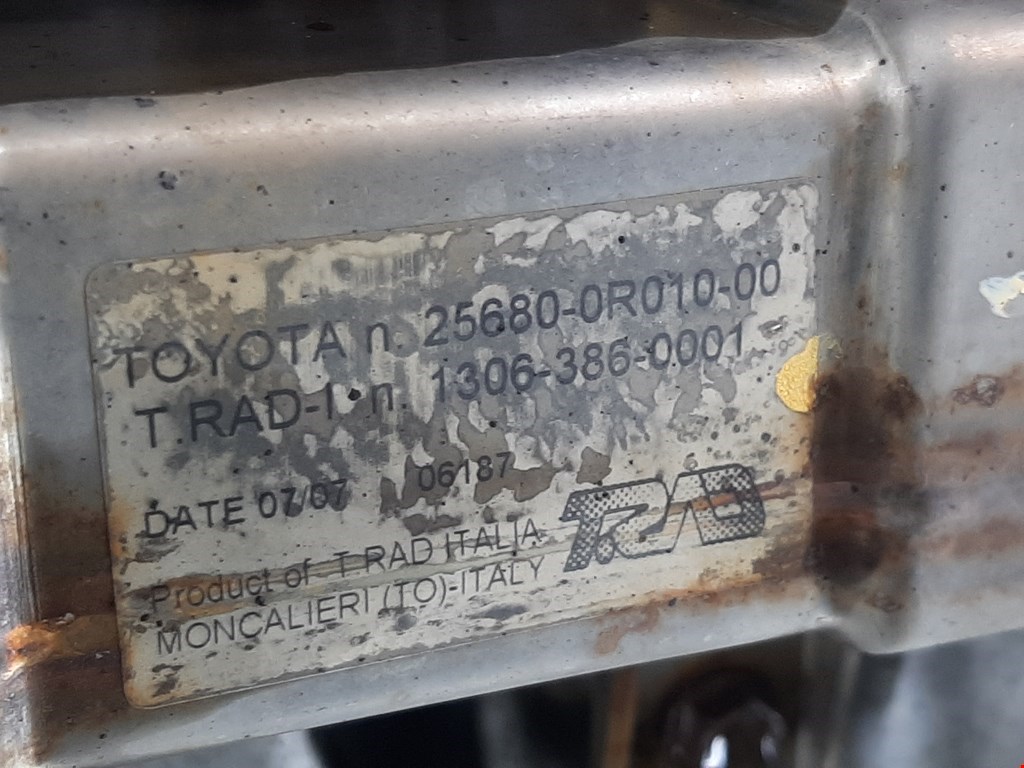 TOYOTA n. 25680-0R010-00
T.RAD-I n. 1306-386-0001
DATE 07/07 06187
Product of T.RAD ITALIA
MONCALIERI (TO)-ITALY
T.RAD